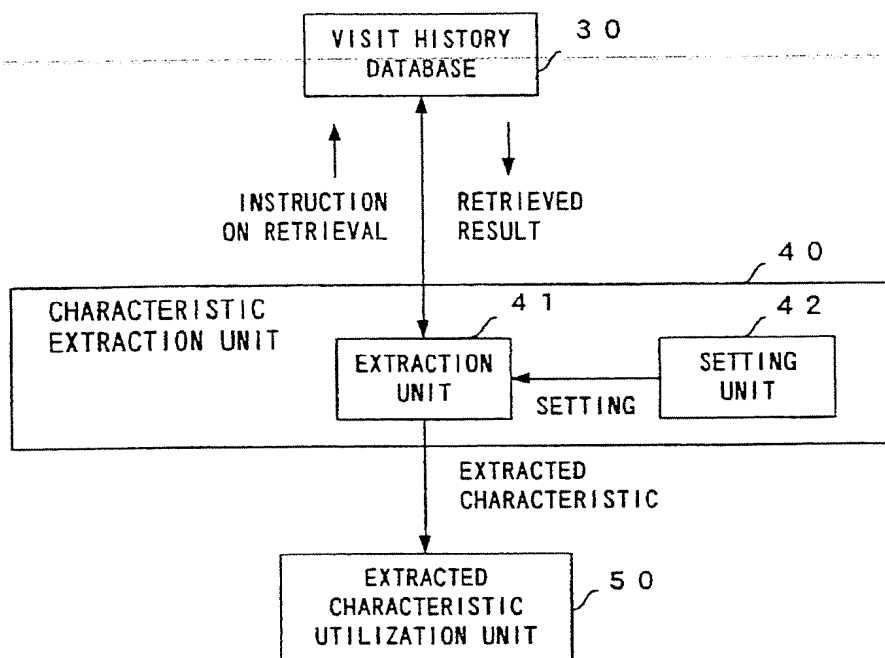 VISIT HISTORY
DATABASE
30
INSTRUCTION
ON RETRIEVAL
RETRIEVED
RESULT
40
CHARACTERISTIC
EXTRACTION UNIT
41
42
EXTRACTION
UNIT
SETTING
SETTING
UNIT
EXTRACTED
CHARACTERISTIC
EXTRACTED
CHARACTERISTIC
UTILIZATION UNIT
50